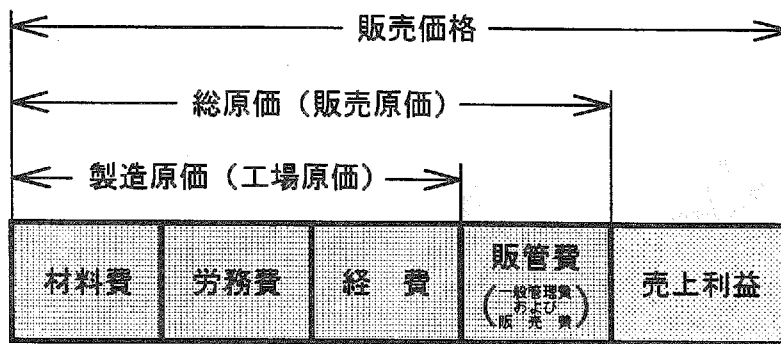 販売価格
総原価（販売原価）
製造原価（工場原価）
材料費
労務費
経　費
販管費
（一般管理費
および
販　売　費）
売上利益